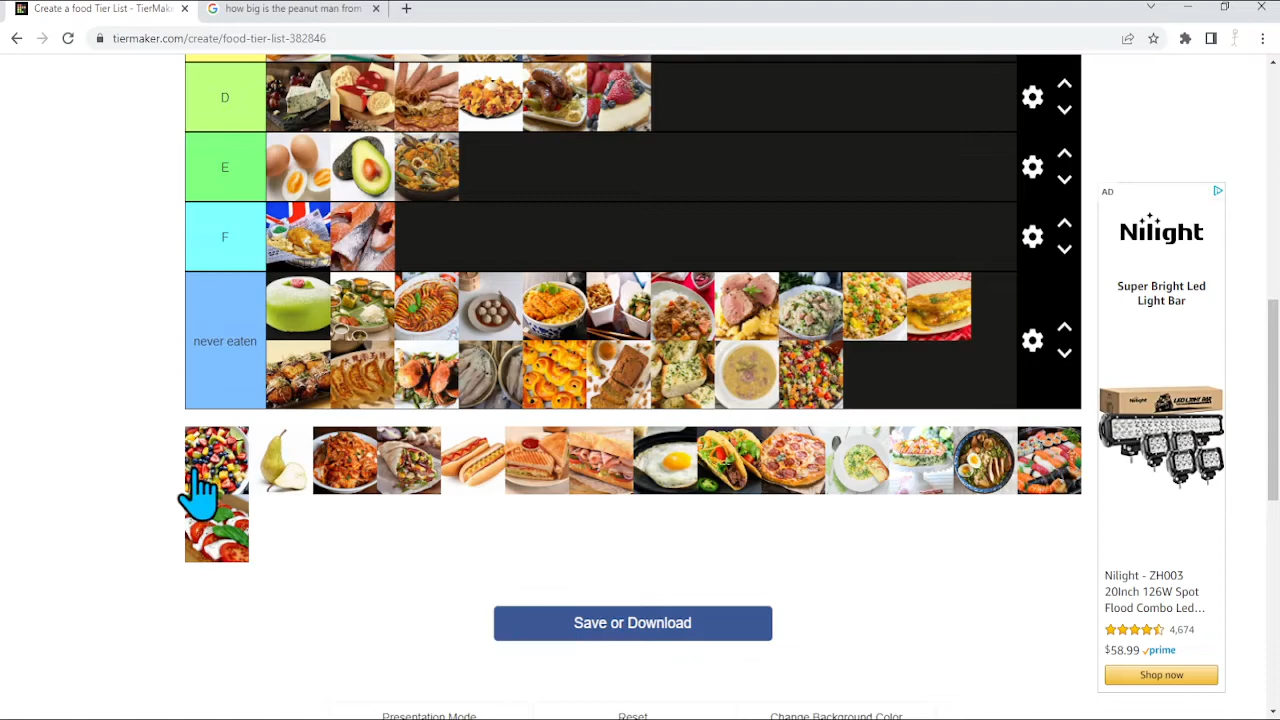 Create a food Tier List - TierMake
how big is the peanut man from
tiermaker.com/create/food-tier-list-382846
D
E
F
never eaten
AD
Nilight
Super Bright Led
Light Bar
Nilight - ZH003
20Inch 126W Spot
Flood Combo Led...
4,674
$58.99 prime
Shop now
Save or Download
Presentation Mode
Reset
Change Background Color